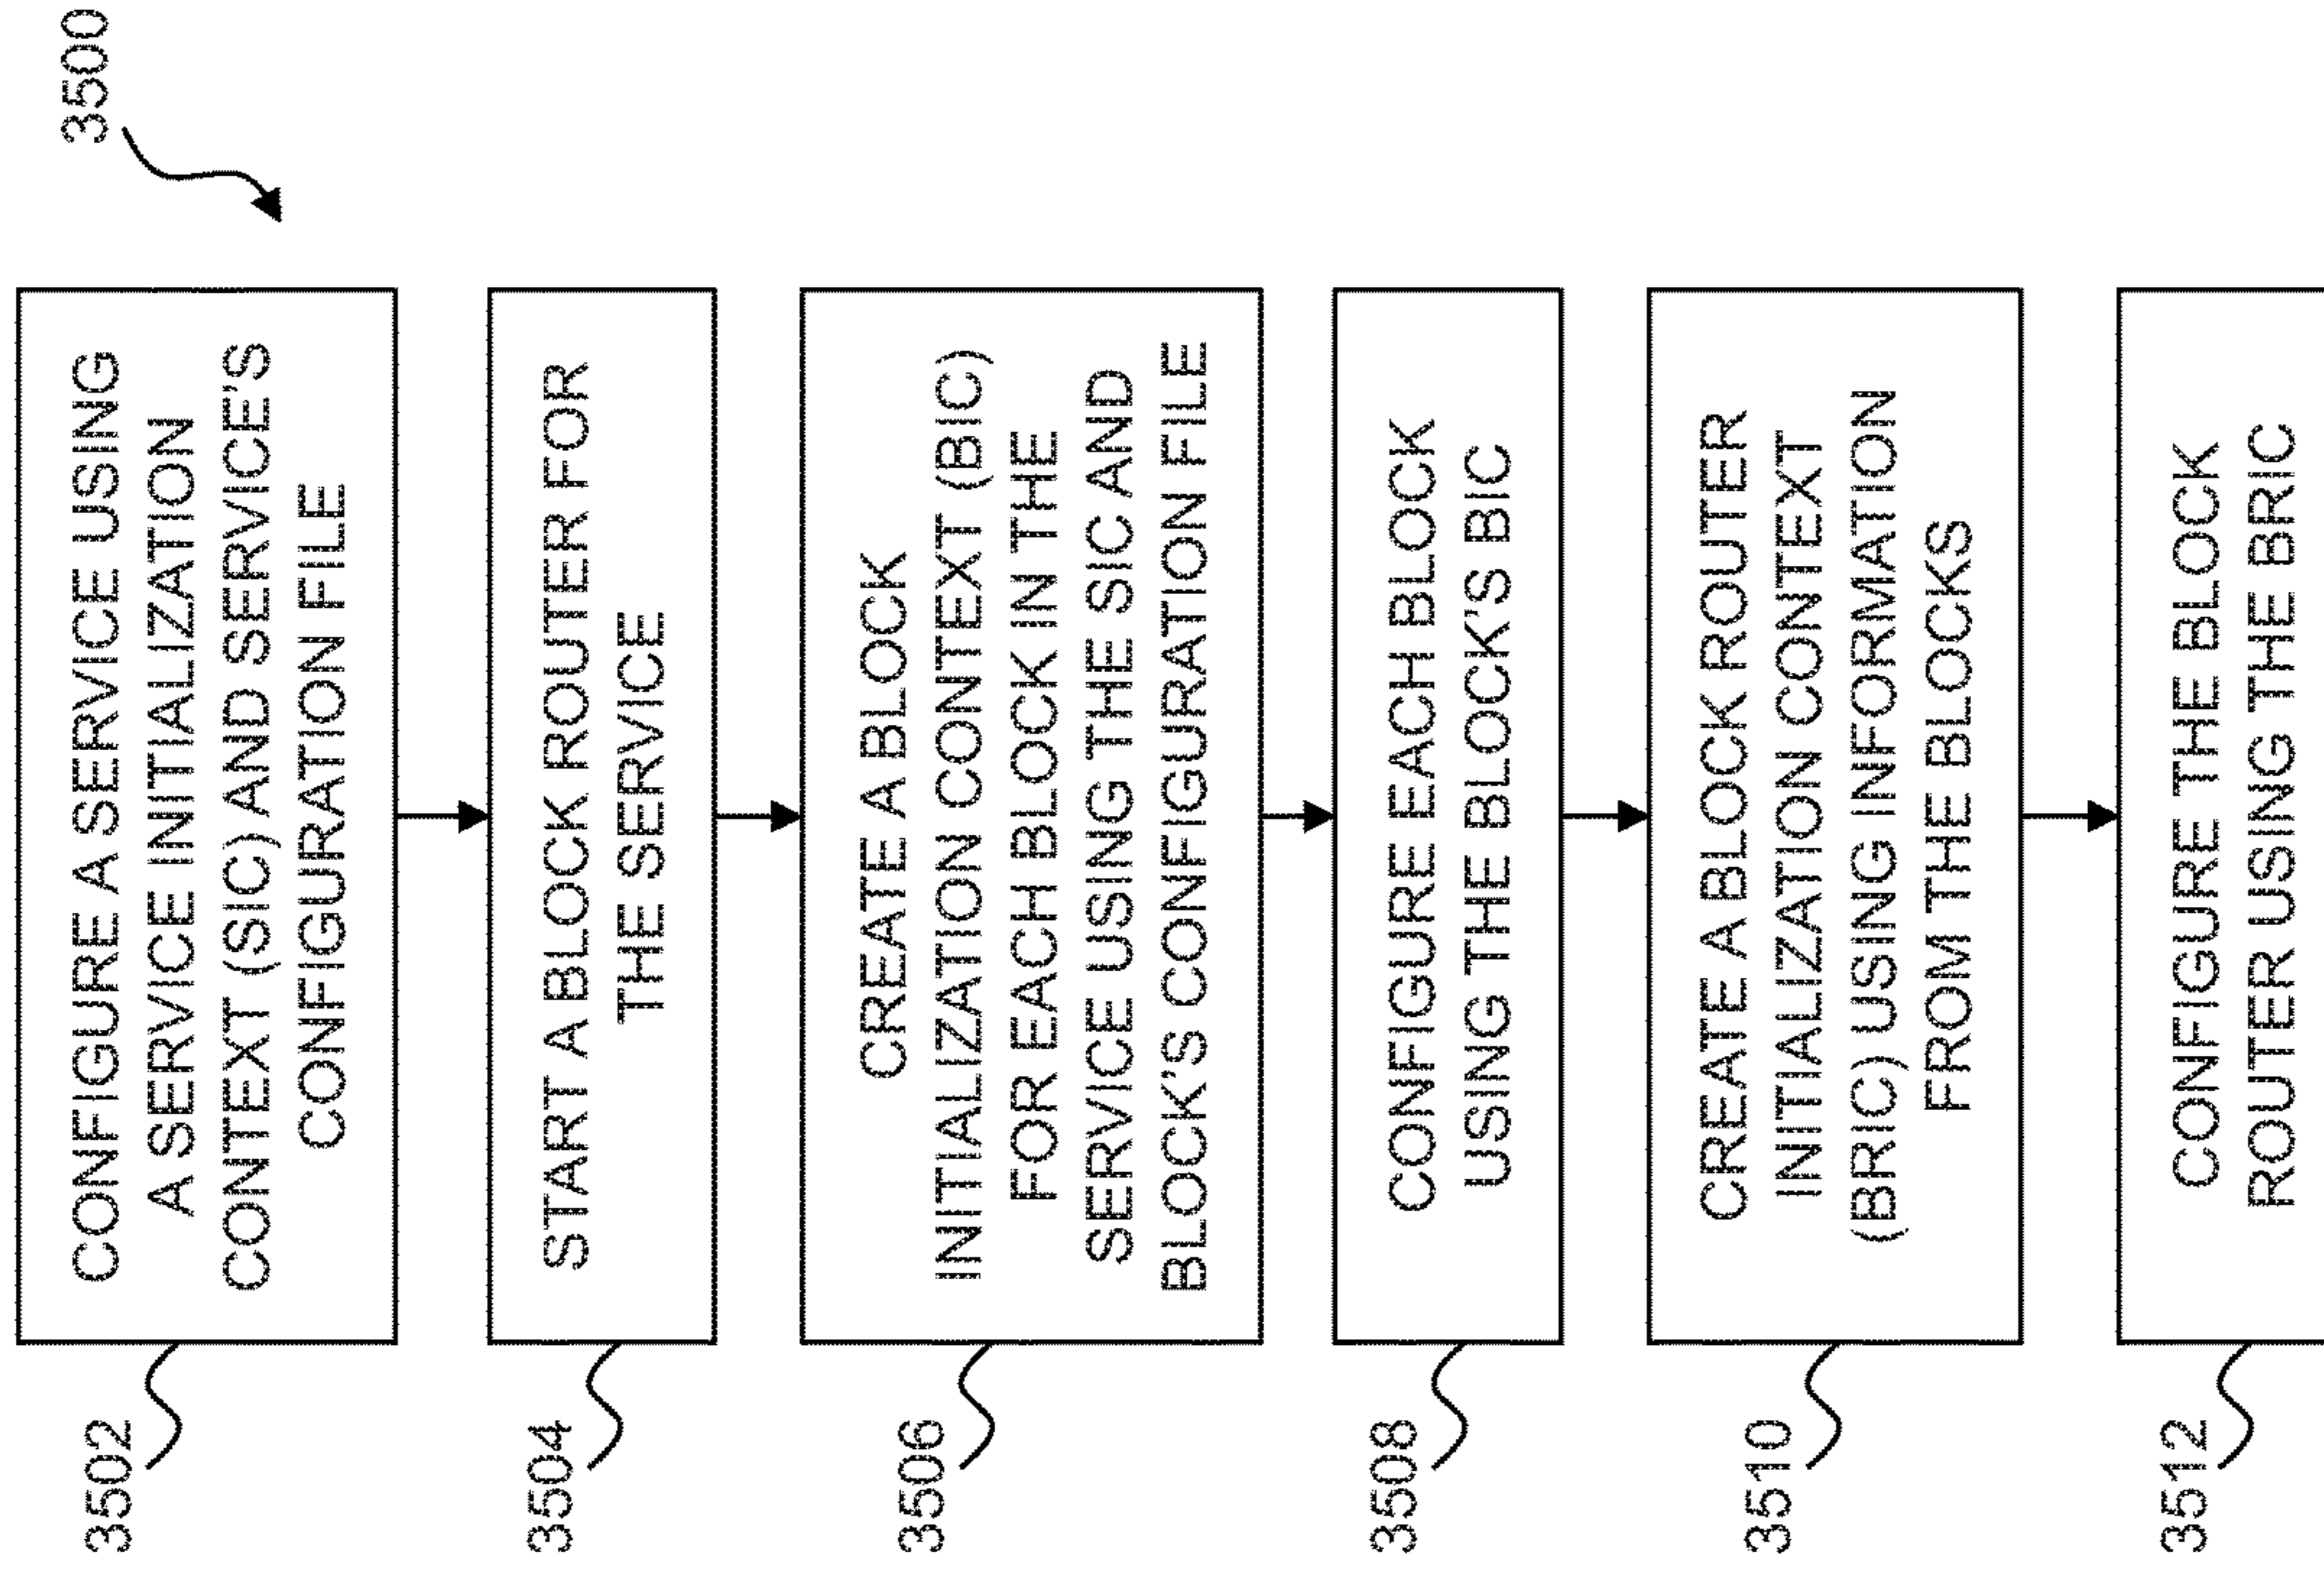 3500
3502
CONFIGURE A SERVICE USING
A SERVICE INITIALIZATION
CONTEXT (SIC) AND SERVICE'S
CONFIGURATION FILE
3504
START A BLOCK ROUTER FOR
THE SERVICE
3506
CREATE A BLOCK
INITIALIZATION CONTEXT (BIC)
FOR EACH BLOCK IN THE
SERVICE USING THE SIC AND
BLOCK'S CONFIGURATION FILE
3508
CONFIGURE EACH BLOCK
USING THE BLOCK'S BIC
3510
CREATE A BLOCK ROUTER
INITIALIZATION CONTEXT
(BRIC) USING INFORMATION
FROM THE BLOCKS
3512
CONFIGURE THE BLOCK
ROUTER USING THE BRIC